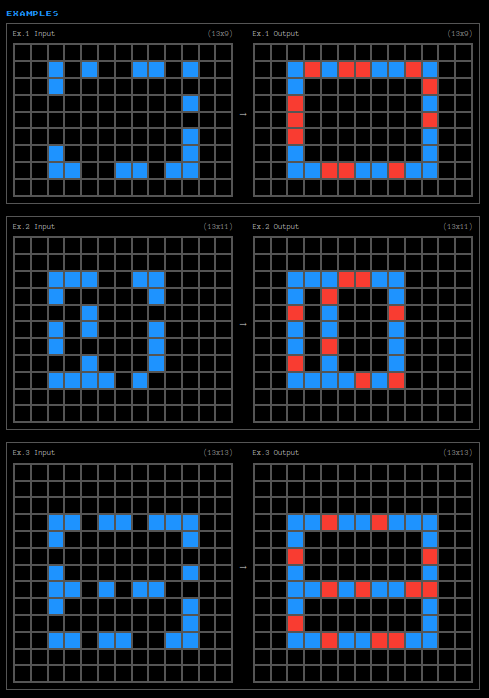 EXAMPLES
Ex.1 Input (13x9)
Ex.1 Output (13x9)
→
Ex.2 Input (13x11)
Ex.2 Output (13x11)
→
Ex.3 Input (13x13)
Ex.3 Output (13x13)
→